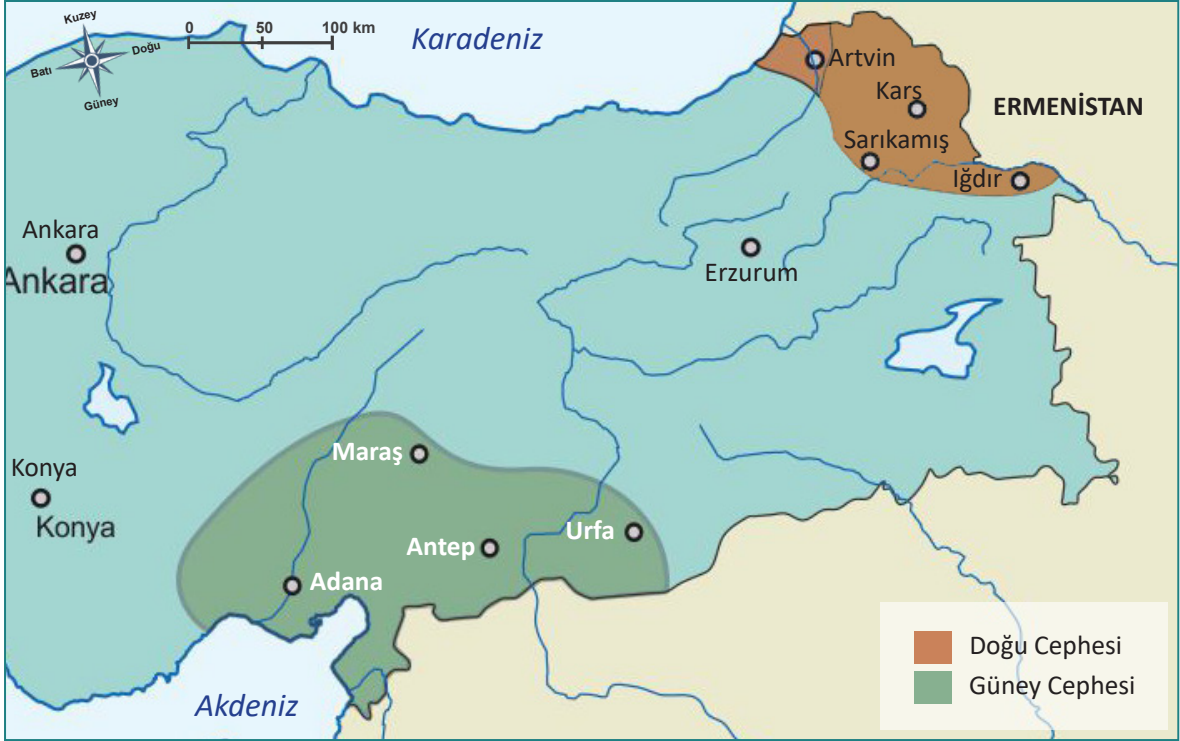 Kuzey
Doğu
Batı
Güney
0 50 100 km
Karadeniz
Artvin
Kars
ERMENİSTAN
Sarıkamış
Iğdır
Ankara
Ankara
Erzurum
Maraş
Konya
Konya
Urfa
Antep
Adana
Akdeniz
Doğu Cephesi
Güney Cephesi